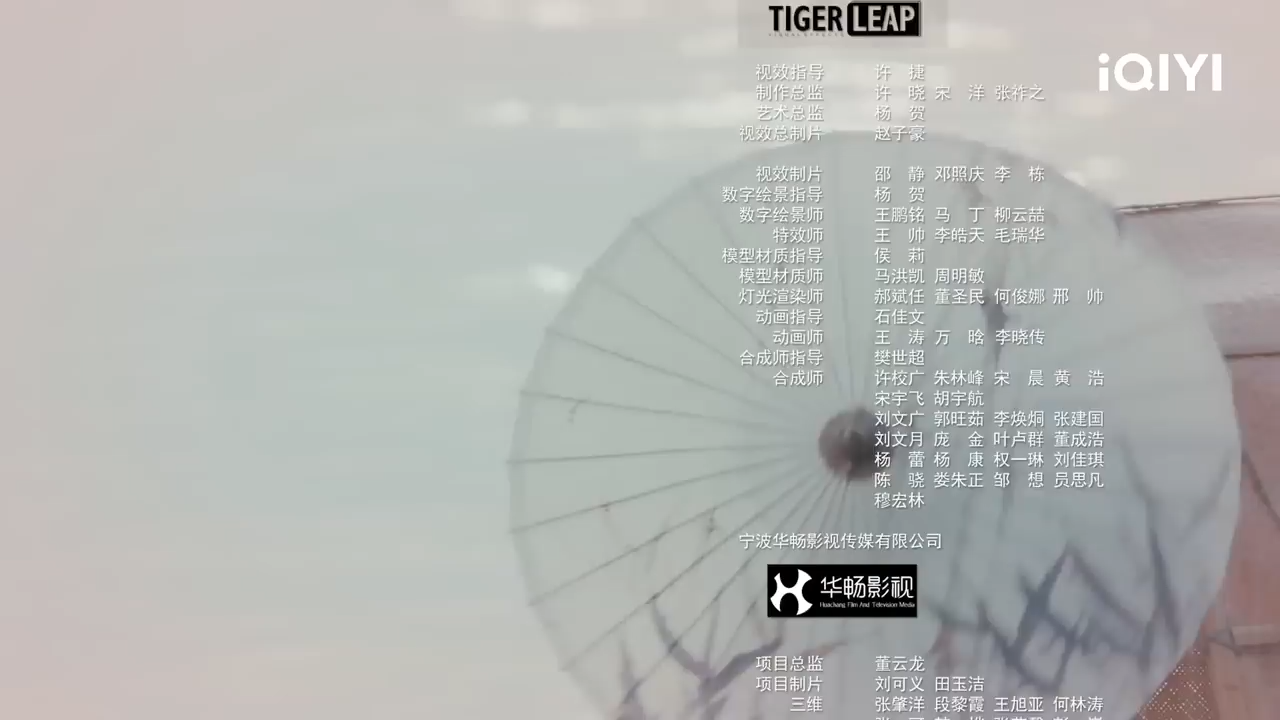 TIGER LEAP
iQIYI
视效指导 许 捷
制作总监 许 晓 宋 洋 张祚之
艺术总监 杨 贺
视效总制片 赵子豪
视效制片 邵 静 邓照庆 李 栋
数字绘景指导 杨 贺
数字绘景师 王鹏铭 马 丁 柳云喆
特效师 王 帅 李皓天 毛瑞华
模型材质指导 侯 莉
模型材质师 马洪凯 周明敏
灯光渲染师 郝斌任 董圣民 何俊娜 邢 帅
动画指导 石佳文
动画师 王 涛 万 晗 李晓传
合成师指导 樊世超
合成师 许校广 朱林峰 宋 晨 黄 浩
宋宇飞 胡宇航
刘文广 郭旺茹 李焕炯 张建国
刘文月 庞 金 叶卢群 董成浩
杨 蕾 杨 康 权一琳 刘佳琪
陈 骁 娄朱正 邹 想 员思凡
穆宏林
宁波华畅影视传媒有限公司
华畅影视
Huachang Film And Television Media
项目总监 董云龙
项目制片 刘可义 田玉洁
三维 张肇洋 段黎霞 王旭亚 何林涛